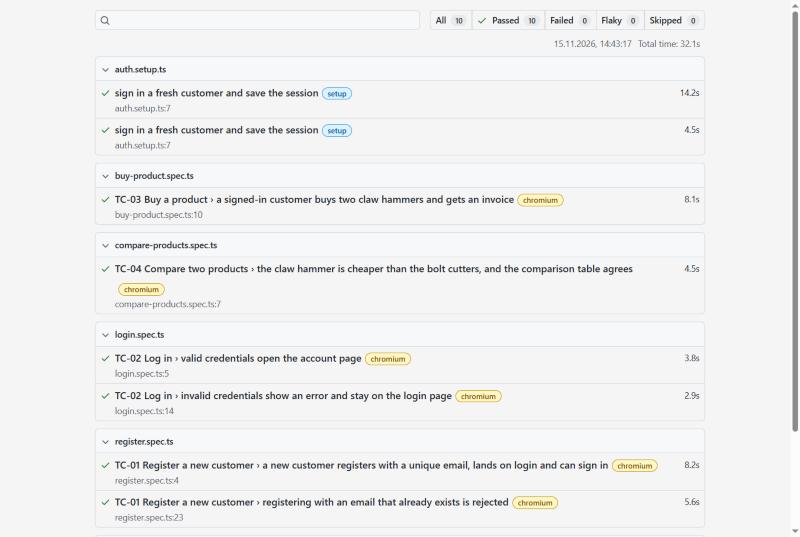 All 10 Passed 10 Failed 0 Flaky 0 Skipped 0
15.11.2026, 14:43:17 Total time: 32.1s
auth.setup.ts
sign in a fresh customer and save the session setup 14.2s
auth.setup.ts:7
sign in a fresh customer and save the session setup 4.5s
auth.setup.ts:7
buy-product.spec.ts
TC-03 Buy a product › a signed-in customer buys two claw hammers and gets an invoice chromium 8.1s
buy-product.spec.ts:10
compare-products.spec.ts
TC-04 Compare two products › the claw hammer is cheaper than the bolt cutters, and the comparison table agrees 4.5s
chromium
compare-products.spec.ts:7
login.spec.ts
TC-02 Log in › valid credentials open the account page chromium 3.8s
login.spec.ts:5
TC-02 Log in › invalid credentials show an error and stay on the login page chromium 2.9s
login.spec.ts:14
register.spec.ts
TC-01 Register a new customer › a new customer registers with a unique email, lands on login and can sign in chromium 8.2s
register.spec.ts:4
TC-01 Register a new customer › registering with an email that already exists is rejected chromium 5.6s
register.spec.ts:23